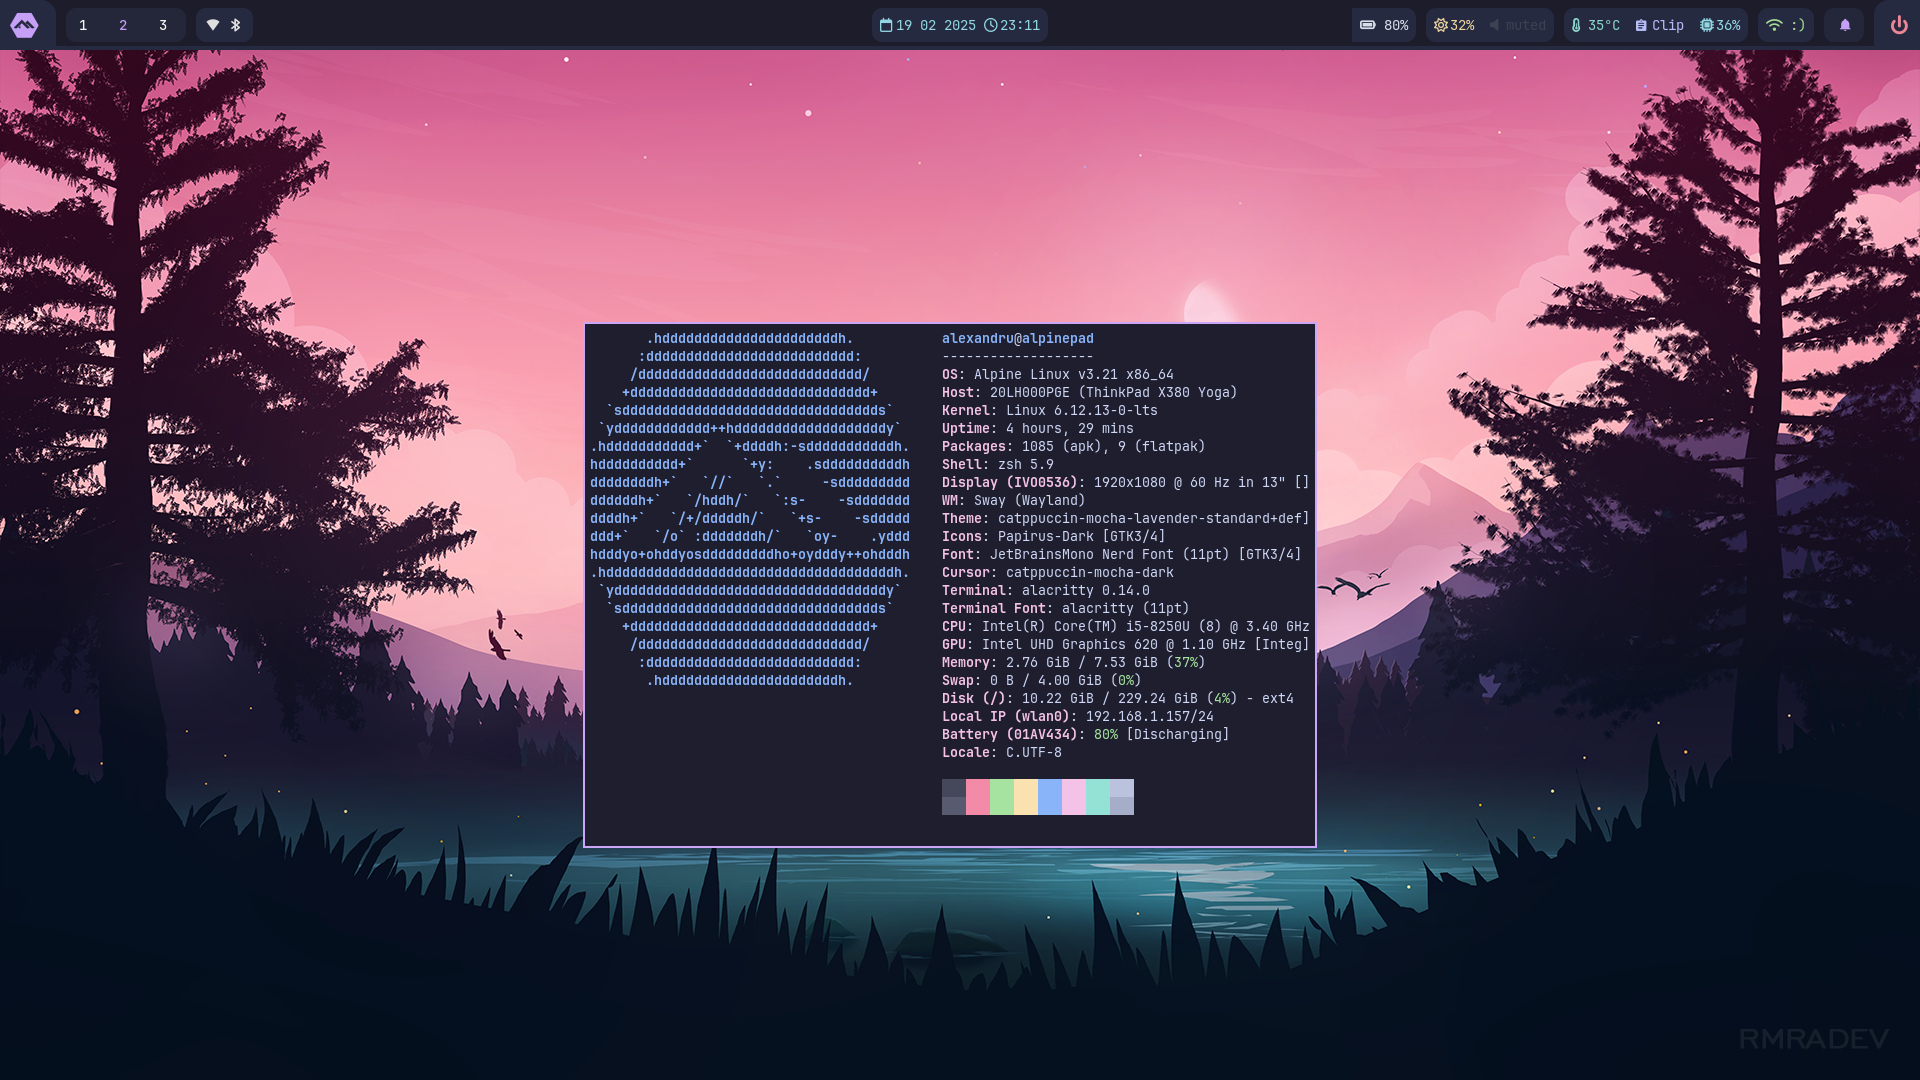 1 2 3
19 02 2025 23:11
80% 32% muted 35°C Clip 36% :)
.hddddddddddddddddddddddh.
:dddddddddddddddddddddddddd:
/dddddddddddddddddddddddddddd/
+dddddddddddddddddddddddddddddd+
`sdddddddddddddddddddddddddddddddds`
`ydddddddddddd++hdddddddddddddddddddy`
.hddddddddddd+`  `+ddddh:-sdddddddddddh.
hdddddddddd+`      `+y:    .sddddddddddh
ddddddddh+`   `//`   `.`     -sddddddddd
ddddddh+`   `/hddh/`   `:s-    -sddddddd
ddddh+`   `/+/dddddh/`   `+s-    -sddddd
ddd+`   `/o` :dddddddh/`   `oy-    .yddd
hdddyo+ohddyosdddddddddho+oydddy++ohdddh
.hddddddddddddddddddddddddddddddddddddh.
`yddddddddddddddddddddddddddddddddddy`
`sdddddddddddddddddddddddddddddddds`
+dddddddddddddddddddddddddddddd+
/dddddddddddddddddddddddddddd/
:dddddddddddddddddddddddddd:
.hddddddddddddddddddddddh.
alexandru@alpinepad
-------------------
OS: Alpine Linux v3.21 x86_64
Host: 20LH000PGE (ThinkPad X380 Yoga)
Kernel: Linux 6.12.13-0-lts
Uptime: 4 hours, 29 mins
Packages: 1085 (apk), 9 (flatpak)
Shell: zsh 5.9
Display (IVO0536): 1920x1080 @ 60 Hz in 13" []
WM: Sway (Wayland)
Theme: catppuccin-mocha-lavender-standard+def]
Icons: Papirus-Dark [GTK3/4]
Font: JetBrainsMono Nerd Font (11pt) [GTK3/4]
Cursor: catppuccin-mocha-dark
Terminal: alacritty 0.14.0
Terminal Font: alacritty (11pt)
CPU: Intel(R) Core(TM) i5-8250U (8) @ 3.40 GHz
GPU: Intel UHD Graphics 620 @ 1.10 GHz [Integ]
Memory: 2.76 GiB / 7.53 GiB (37%)
Swap: 0 B / 4.00 GiB (0%)
Disk (/): 10.22 GiB / 229.24 GiB (4%) - ext4
Local IP (wlan0): 192.168.1.157/24
Battery (01AV434): 80% [Discharging]
Locale: C.UTF-8
RMRADEV